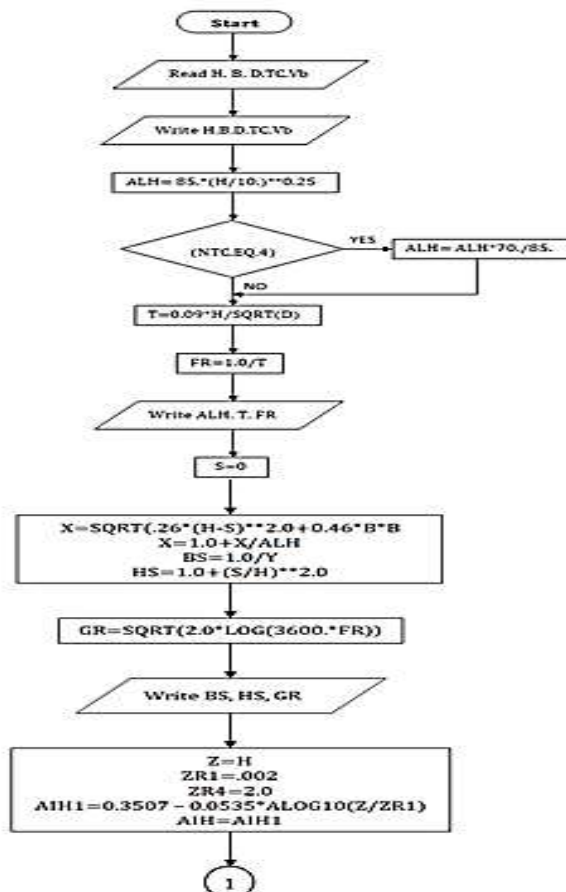 Start
Read H. B. D.TC.Vb
Write H.B.D.TC.Vb
ALH= 85.*(H/10.)**0.25
(NTC.EQ.4)
YES
ALH= ALH*70./85.
NO
T=0.09*H/SQRT(D)
FR=1.0/T
Write ALH. T. FR
S=0
X=SQRT(.26*(H-S)**2.0+0.46*B*B
X=1.0+X/ALH
BS=1.0/Y
HS=1.0+(S/H)**2.0
GR=SQRT(2.0*LOG(3600.*FR))
Write BS, HS, GR
Z=H
ZR1=.002
ZR4=2.0
AIH1=0.3507 – 0.0535*ALOG10(Z/ZR1)
AIH=AIH1
1